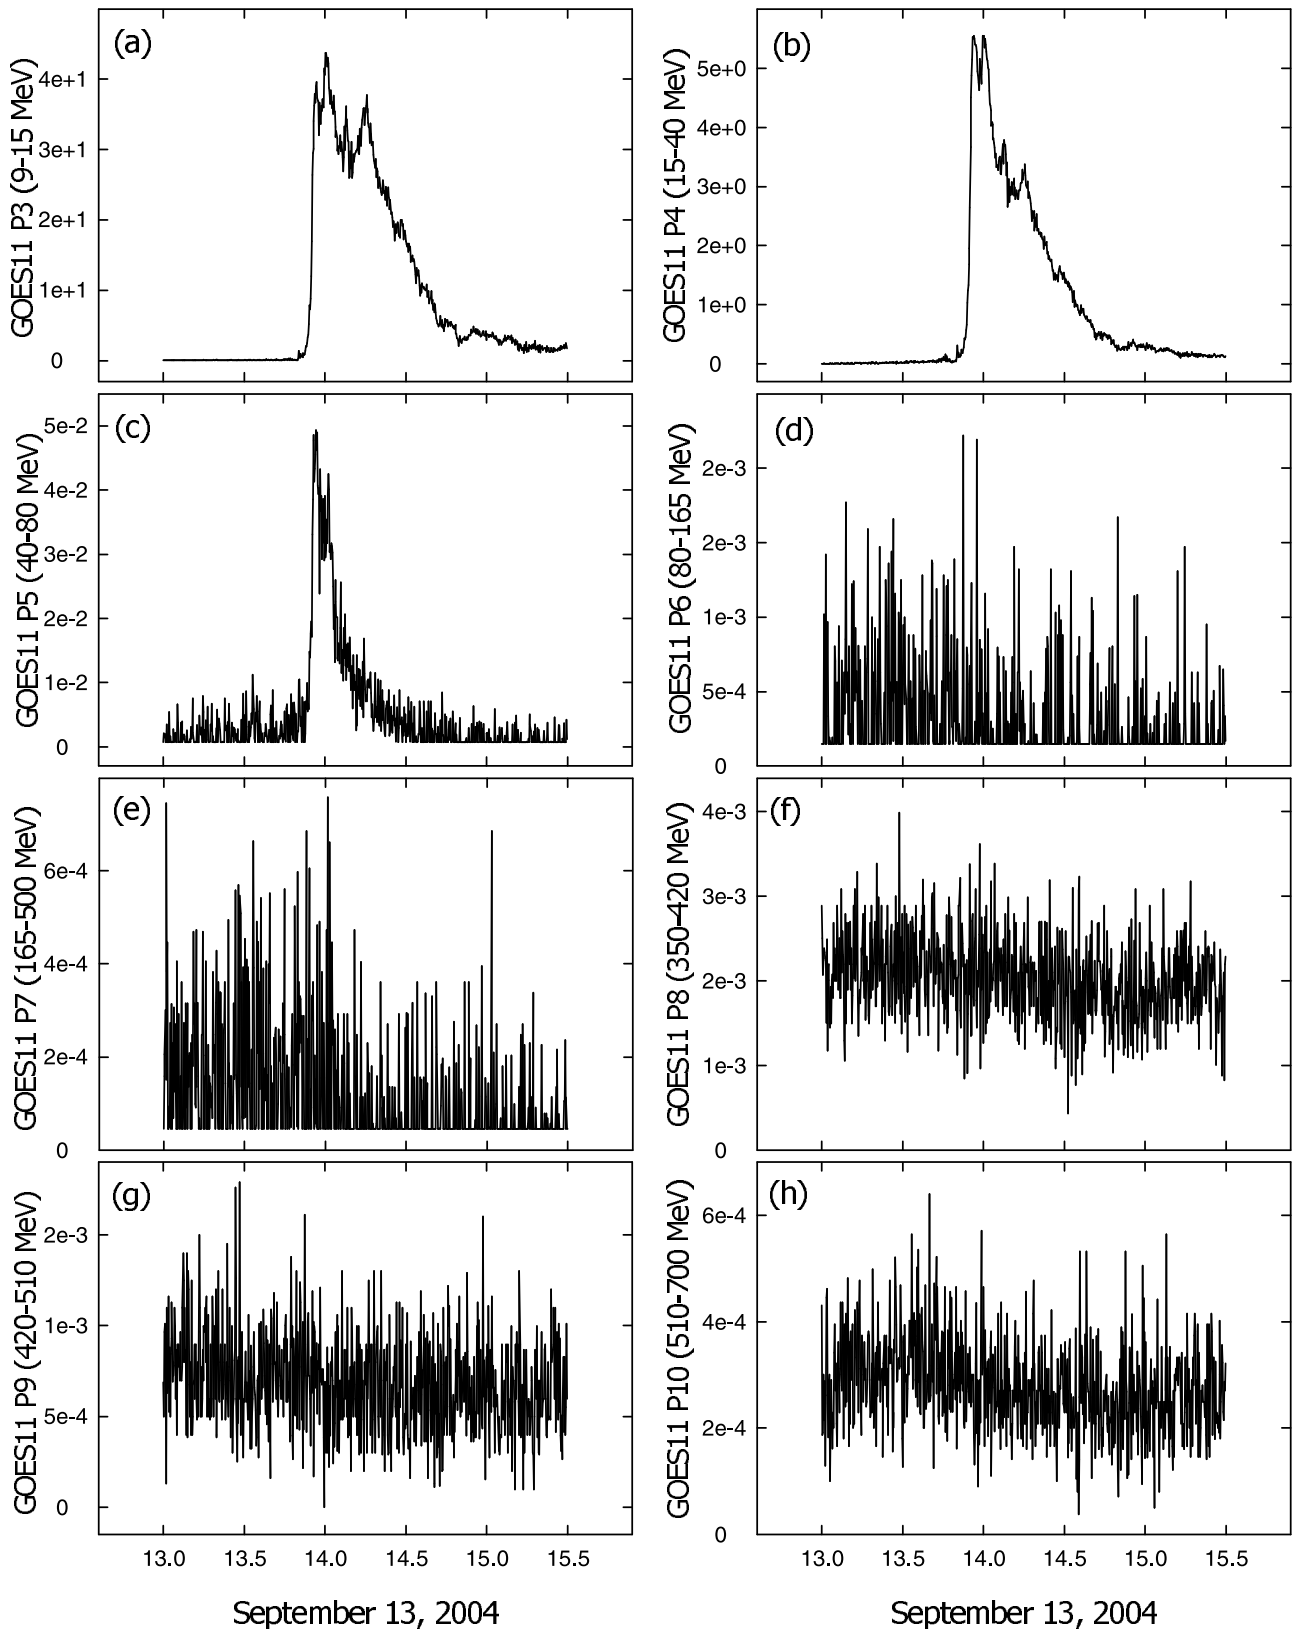 (a)
GOES11 P3 (9-15 MeV)
4e+1
3e+1
2e+1
1e+1
0
(b)
GOES11 P4 (15-40 MeV)
5e+0
4e+0
3e+0
2e+0
1e+0
0
(c)
GOES11 P5 (40-80 MeV)
5e-2
4e-2
3e-2
2e-2
1e-2
0
(d)
GOES11 P6 (80-165 MeV)
2e-3
2e-3
1e-3
5e-4
0
(e)
GOES11 P7 (165-500 MeV)
6e-4
4e-4
2e-4
0
(f)
GOES11 P8 (350-420 MeV)
4e-3
3e-3
2e-3
1e-3
0
(g)
GOES11 P9 (420-510 MeV)
2e-3
1e-3
5e-4
0
(h)
GOES11 P10 (510-700 MeV)
6e-4
4e-4
2e-4
0
13.0 13.5 14.0 14.5 15.0 15.5
September 13, 2004
13.0 13.5 14.0 14.5 15.0 15.5
September 13, 2004